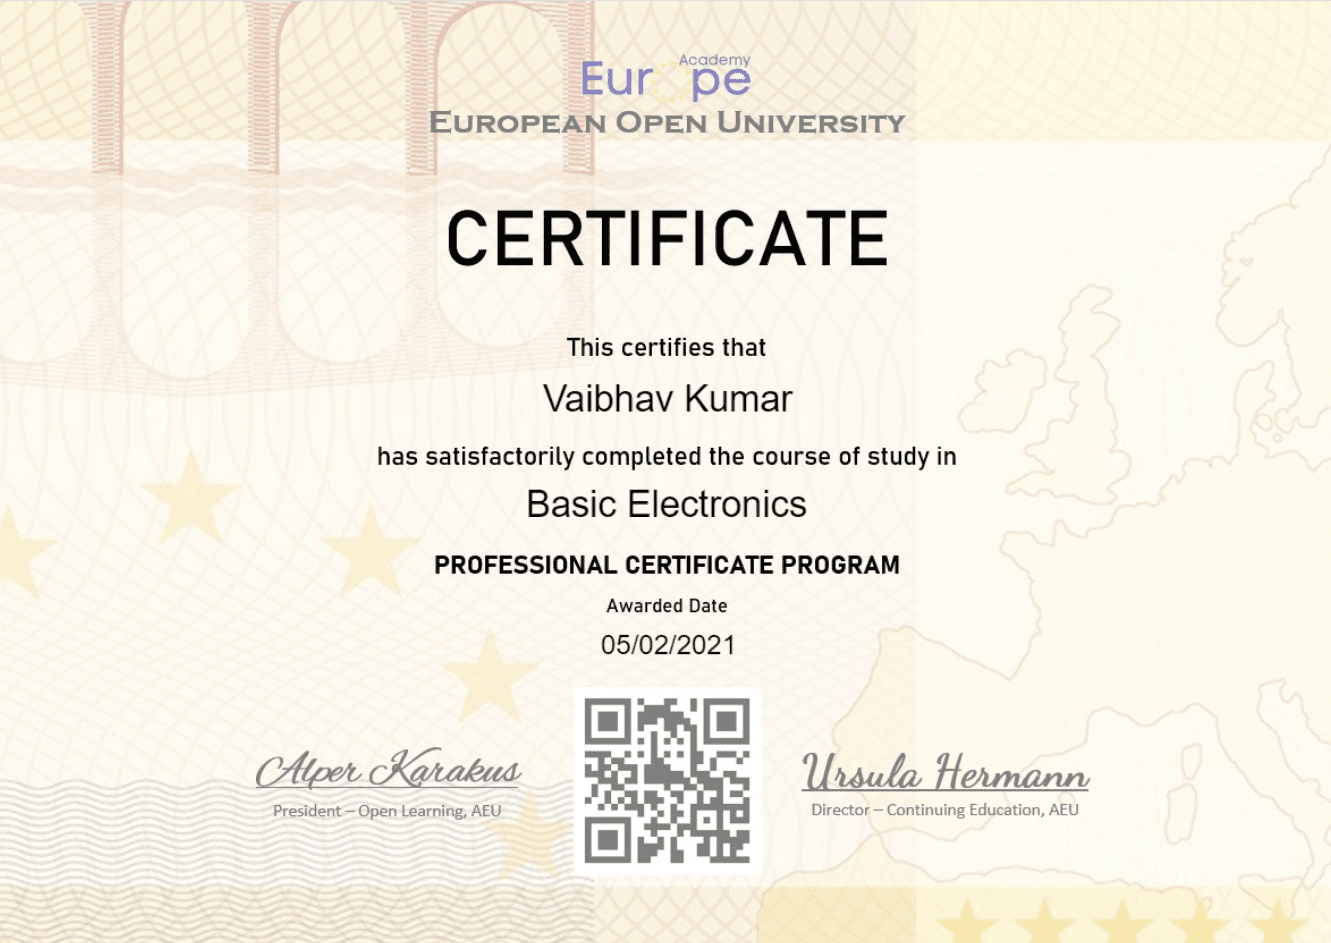 Academy
Europe
EUROPEAN OPEN UNIVERSITY
CERTIFICATE
This certifies that
Vaibhav Kumar
has satisfactorily completed the course of study in
Basic Electronics
PROFESSIONAL CERTIFICATE PROGRAM
Awarded Date
05/02/2021
Alper Karakus
President – Open Learning, AEU
Ursula Hermann
Director – Continuing Education, AEU